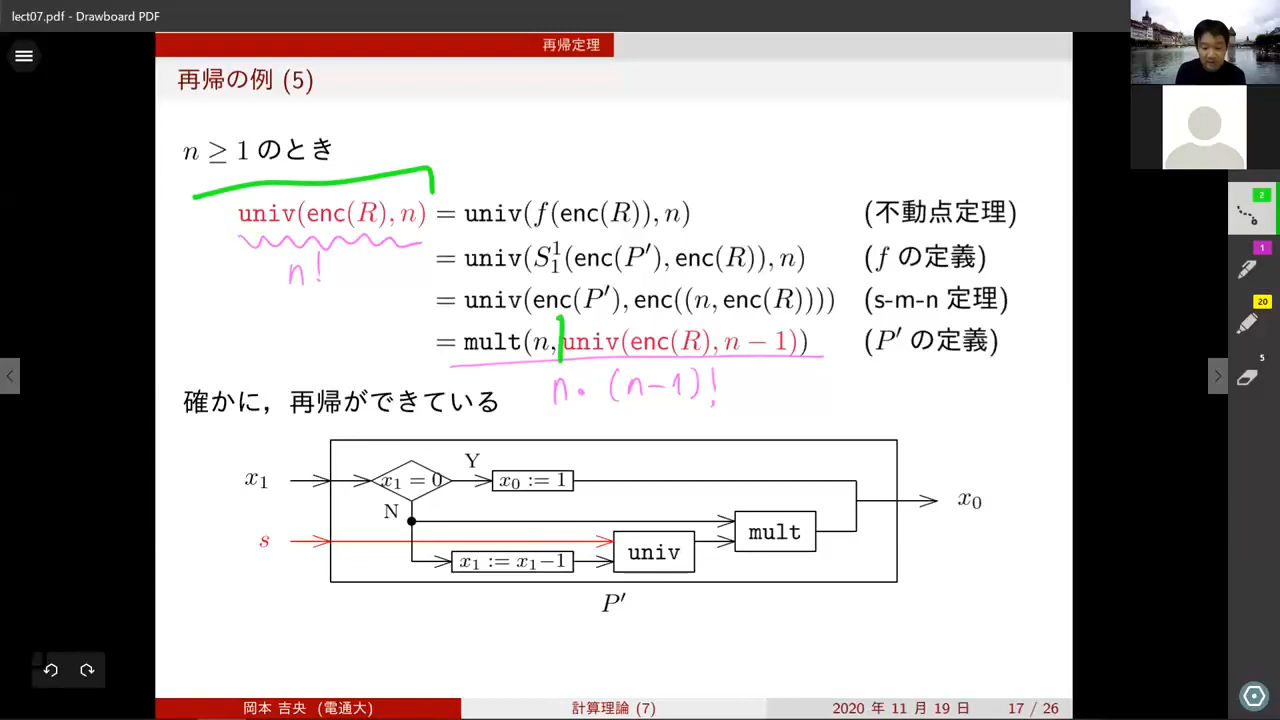 lect07.pdf - Drawboard PDF
再帰定理
再帰の例 (5)
n ≥ 1 のとき
univ(enc(R), n) = univ(f(enc(R)), n) (不動点定理)
n!
= univ(S¹₁(enc(P′), enc(R)), n) (f の定義)
= univ(enc(P′), enc((n, enc(R)))) (s-m-n 定理)
= mult(n, univ(enc(R), n − 1)) (P′ の定義)
n・(n-1)!
確かに，再帰ができている
x₁
x₁ = 0
Y
x₀ := 1
x₀
N
s
univ
mult
x₁ := x₁−1
P′
岡本 吉央 (電通大) 計算理論 (7) 2020 年 11 月 19 日 17 / 26
2
1
20
5